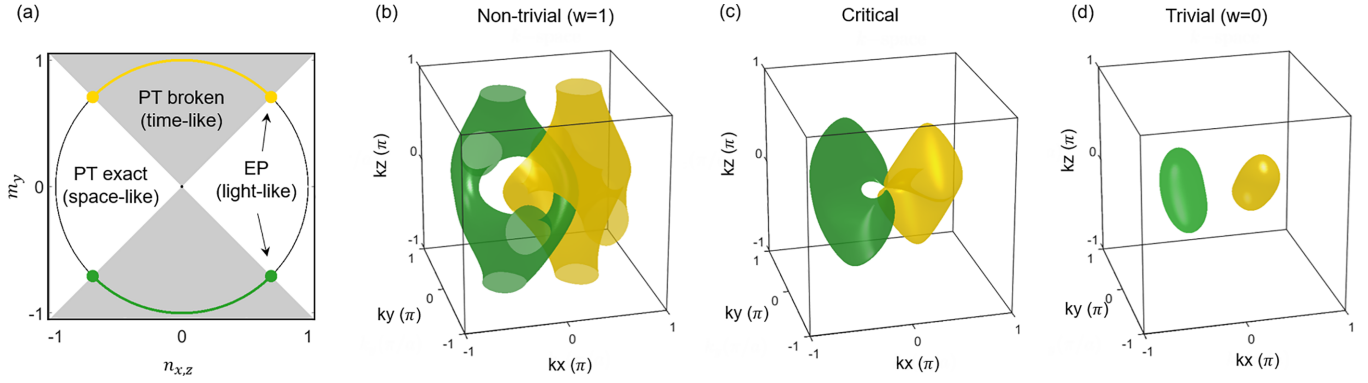 (a)
1
m_y
0
-1
PT broken
(time-like)
PT exact
(space-like)
EP
(light-like)
-1
0
1
n_{x,z}
(b)
Non-trivial (w=1)
1
kz (π)
0
-1
1
ky (π)
0
-1
-1
0
1
kx (π)
(c)
Critical
1
kz (π)
0
-1
1
ky (π)
0
-1
-1
0
1
kx (π)
(d)
Trivial (w=0)
1
kz (π)
0
-1
1
ky (π)
0
-1
-1
0
1
kx (π)